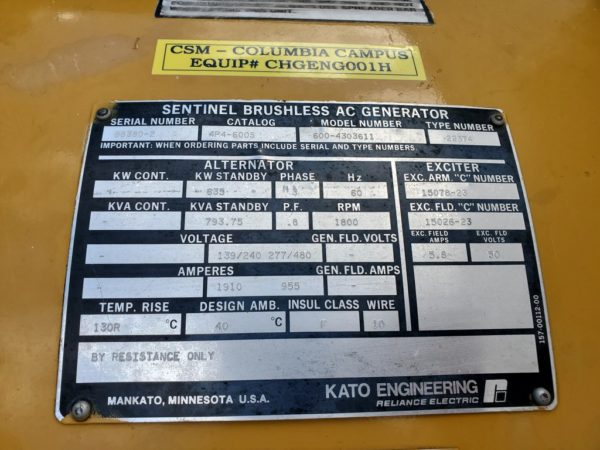 CSM - COLUMBIA CAMPUS
EQUIP# CHGENG001H
SENTINEL BRUSHLESS AC GENERATOR
SERIAL NUMBER CATALOG MODEL NUMBER TYPE NUMBER
4P4-6005 600-4303611
IMPORTANT: WHEN ORDERING PARTS INCLUDE SERIAL AND TYPE NUMBERS.
ALTERNATOR EXCITER
KW CONT. KW STANDBY PHASE Hz EXC. ARM. "C" NUMBER
- 635 3 60 15078-23
KVA CONT. KVA STANDBY P.F. RPM EXC. FLD. "C" NUMBER
- 793.75 .8 1800 15026-23
VOLTAGE GEN. FLD. VOLTS EXC. FIELD AMPS EXC. FLD VOLTS
139/240 277/480 - 5.8 50
AMPERES GEN. FLD. AMPS
1910 955 -
TEMP. RISE DESIGN AMB. INSUL CLASS WIRE
130R °C 40 °C F 10
BY RESISTANCE ONLY
157-00112-00
MANKATO, MINNESOTA U.S.A. KATO ENGINEERING
RELIANCE ELECTRIC